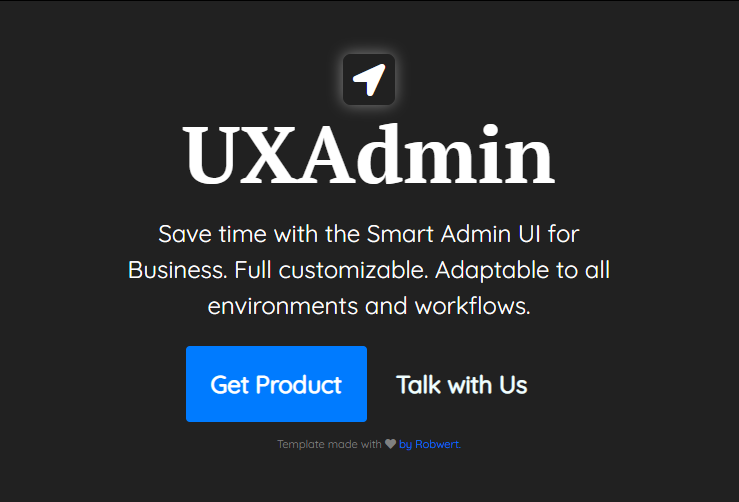 UXAdmin
Save time with the Smart Admin UI for
Business. Full customizable. Adaptable to all
environments and workflows.
Get Product
Talk with Us
Template made with ❤ by Robwert.